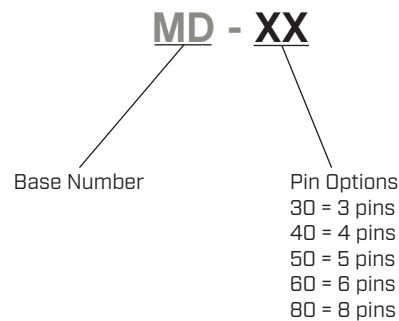 MD - XX
Base Number
Pin Options
30 = 3 pins
40 = 4 pins
50 = 5 pins
60 = 6 pins
80 = 8 pins